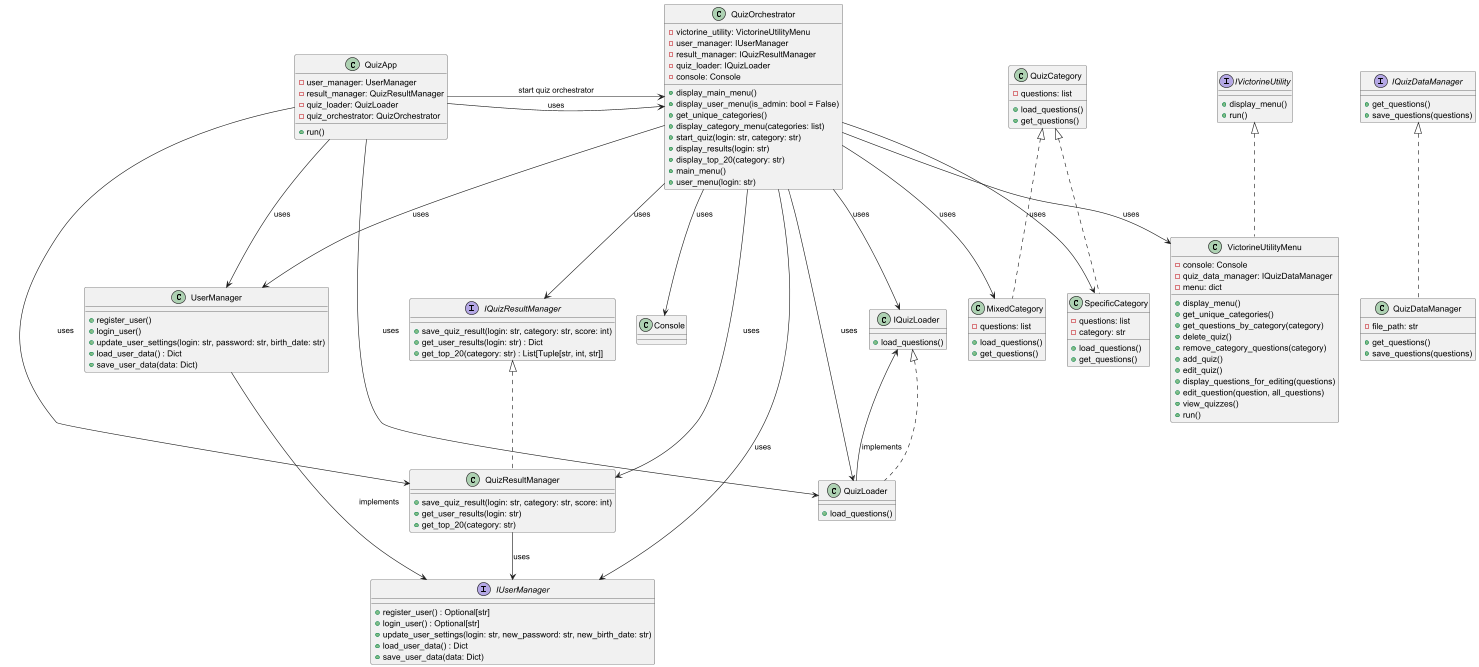 C QuizOrchestrator
victorine_utility: VictorineUtilityMenu
user_manager: IUserManager
result_manager: IQuizResultManager
quiz_loader: IQuizLoader
console: Console
display_main_menu()
display_user_menu(is_admin: bool = False)
get_unique_categories()
display_category_menu(categories: list)
start_quiz(login: str, category: str)
display_results(login: str)
display_top_20(category: str)
main_menu()
user_menu(login: str)
C QuizApp
user_manager: UserManager
result_manager: QuizResultManager
quiz_loader: QuizLoader
quiz_orchestrator: QuizOrchestrator
run()
start quiz orchestrator
uses
C QuizCategory
questions: list
load_questions()
get_questions()
I IVictorineUtility
display_menu()
run()
I IQuizDataManager
get_questions()
save_questions(questions)
uses
uses
uses
uses
uses
uses
uses
uses
C UserManager
register_user()
login_user()
update_user_settings(login: str, password: str, birth_date: str)
load_user_data() : Dict
save_user_data(data: Dict)
I IQuizResultManager
save_quiz_result(login: str, category: str, score: int)
get_user_results(login: str) : Dict
get_top_20(category: str) : List[Tuple[str, int, str]]
C Console
I IQuizLoader
load_questions()
C MixedCategory
questions: list
load_questions()
get_questions()
C SpecificCategory
questions: list
category: str
load_questions()
get_questions()
C VictorineUtilityMenu
console: Console
quiz_data_manager: IQuizDataManager
menu: dict
display_menu()
get_unique_categories()
get_questions_by_category(category)
delete_quiz()
remove_category_questions(category)
add_quiz()
edit_quiz()
display_questions_for_editing(questions)
edit_question(question, all_questions)
view_quizzes()
run()
C QuizDataManager
file_path: str
get_questions()
save_questions(questions)
uses
uses
uses
uses
uses
implements
implements
C QuizResultManager
save_quiz_result(login: str, category: str, score: int)
get_user_results(login: str)
get_top_20(category: str)
C QuizLoader
load_questions()
uses
I IUserManager
register_user() : Optional[str]
login_user() : Optional[str]
update_user_settings(login: str, new_password: str, new_birth_date: str)
load_user_data() : Dict
save_user_data(data: Dict)